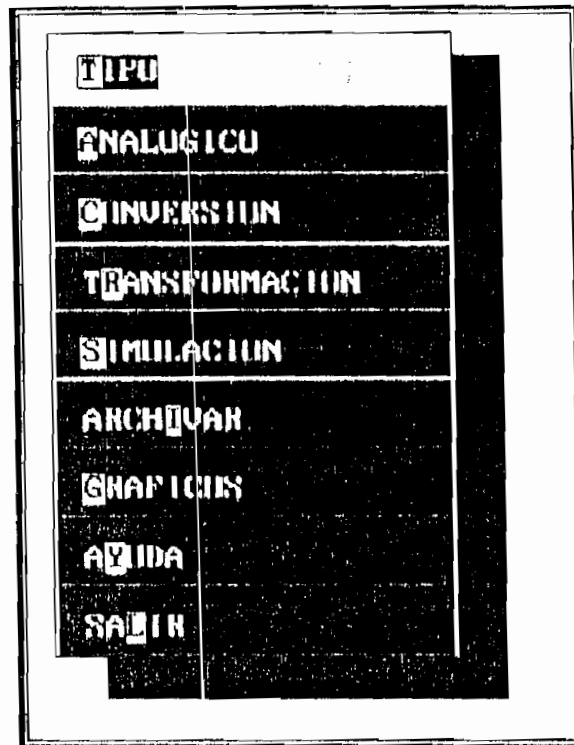 TIPO
ANALOGICO
CONVERSION
TRANSFORMACION
SIMULACION
ARCHIVAR
GRAFICOS
AYUDA
SALIR